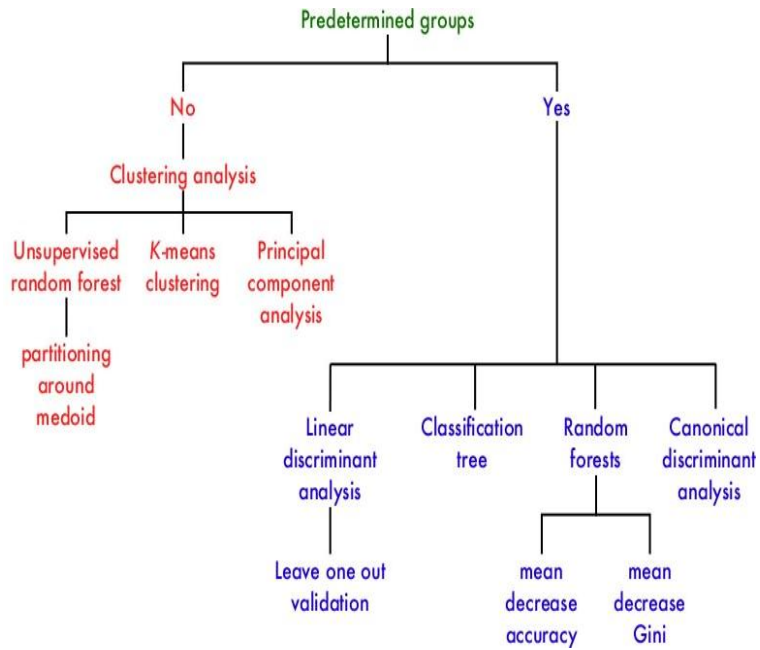 Predetermined groups
No
Yes
Clustering analysis
Unsupervised
random forest
K-means
clustering
Principal
component
analysis
partitioning
around
medoid
Linear
discriminant
analysis
Classification
tree
Random
forests
Canonical
discriminant
analysis
Leave one out
validation
mean
decrease
accuracy
mean
decrease
Gini